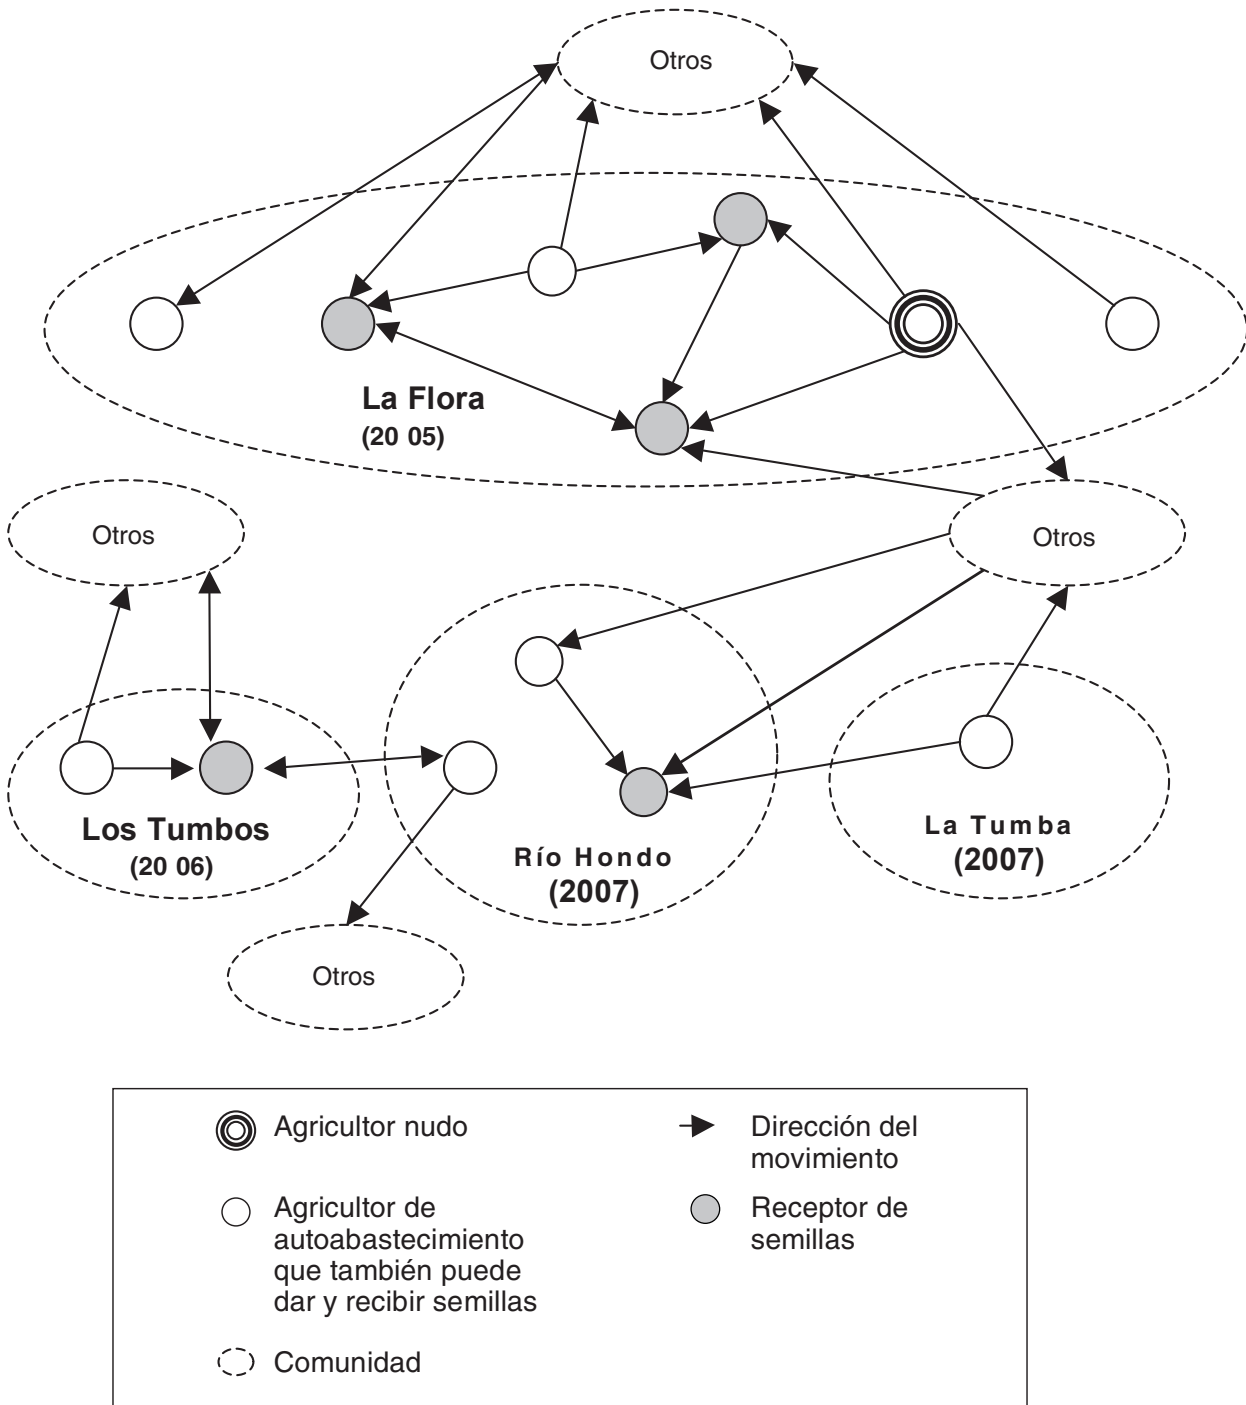 Otros
La Flora
(20 05)
Otros
Otros
Los Tumbos
(20 06)
Río Hondo
(2007)
La Tumba
(2007)
Otros
Agricultor nudo
Dirección del
movimiento
Agricultor de
autoabastecimiento
que también puede
dar y recibir semillas
Receptor de
semillas
Comunidad